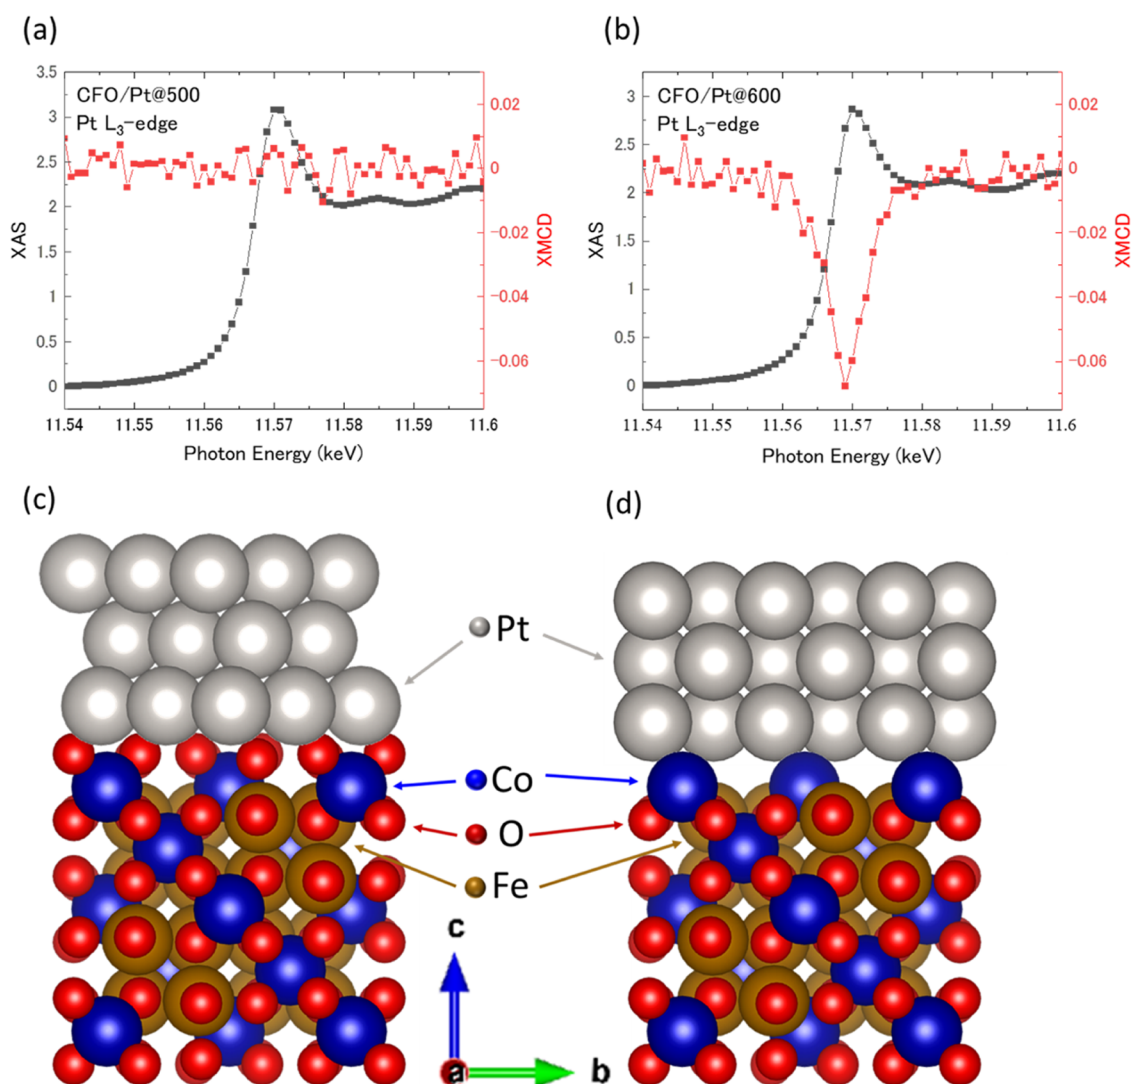 (a)
CFO/Pt@500
Pt L₃-edge
3.5
3
2.5
2
1.5
1
0.5
0
XAS
0.02
0
−0.02
−0.04
−0.06
XMCD
11.54
11.55
11.56
11.57
11.58
11.59
11.6
Photon Energy (keV)
(b)
CFO/Pt@600
Pt L₃-edge
3
2.5
2
1.5
1
0.5
0
XAS
0.02
0
−0.02
−0.04
−0.06
XMCD
11.54
11.55
11.56
11.57
11.58
11.59
11.6
Photon Energy (keV)
(c)
(d)
Pt
Co
O
Fe
c
a
b